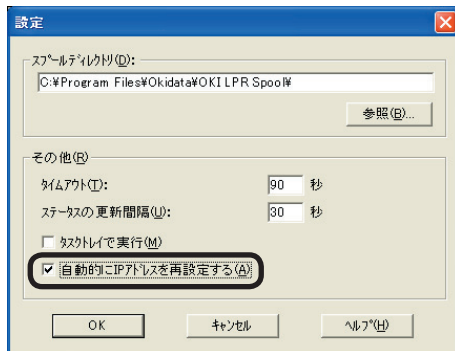 設定
スプールディレクトリ(D):
C:¥Program Files¥Okidata¥OKI LPR Spool¥
参照(B)...
その他(R)
タイムアウト(T): 90 秒
ステータスの更新間隔(U): 30 秒
タスクトレイで実行(M)
自動的にIPアドレスを再設定する(A)
OK キャンセル ヘルプ(H)